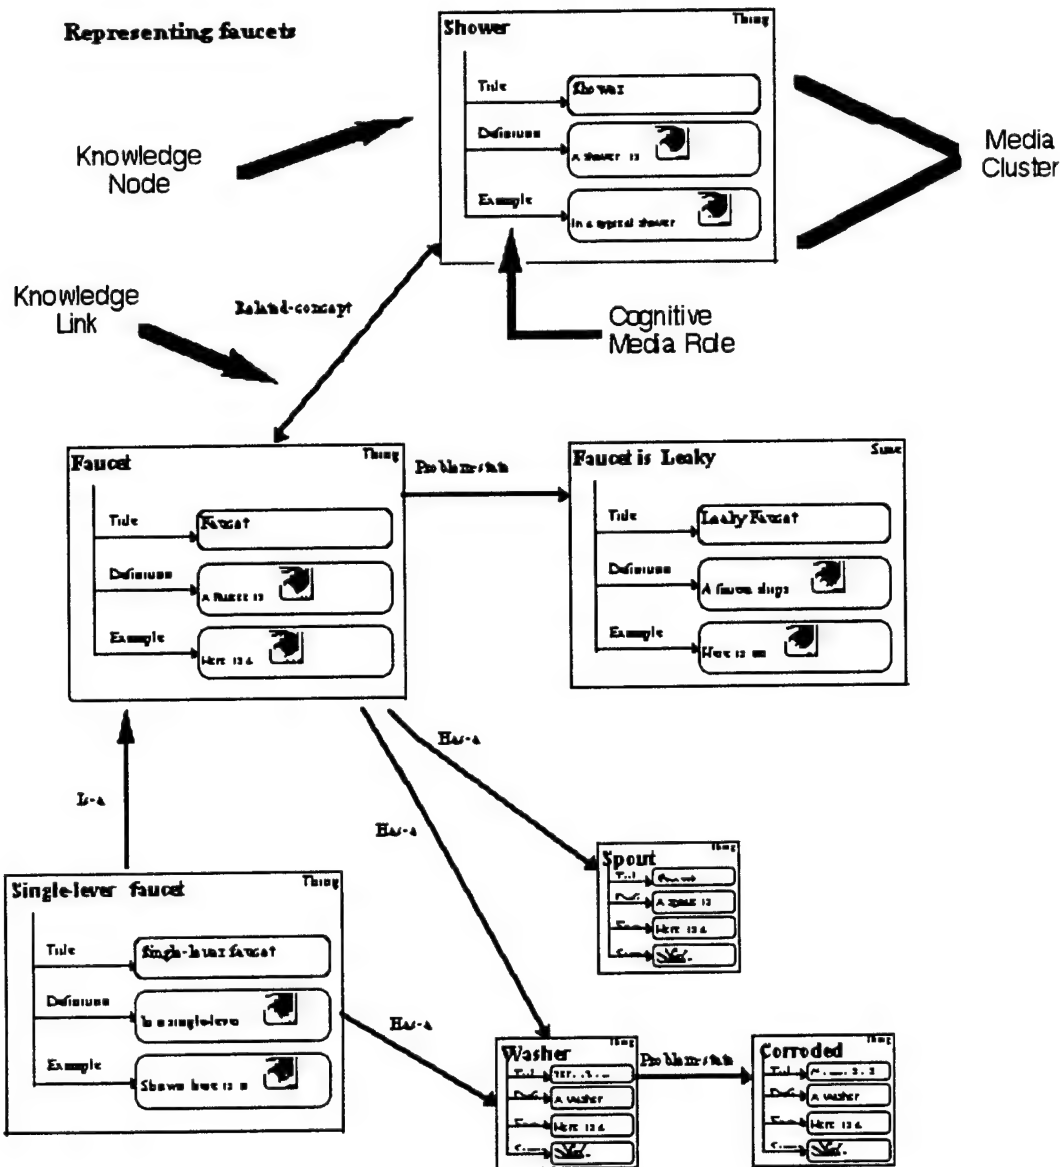 Representing faucets
Shower
Thing
Title
Shower
Definition
A shower is
Example
In a typical shower
Knowledge
Node
Media
Cluster
Knowledge
Link
Related-concept
Cognitive
Media Role
Faucet
Thing
Title
Faucet
Definition
A faucet is
Example
Here is a
Problem-state
Faucet is Leaky
State
Title
Leaky Faucet
Definition
A faucet drips
Example
Here is an
Has-a
Is-a
Has-a
Spout
Thing
A spout is
Here is a
Single-lever faucet
Thing
Title
Single-lever faucet
Definition
In a single-lever
Example
Shown here is a
Has-a
Washer
Thing
A washer
Here is a
Problem-state
Corroded
Thing
A washer
Here is a